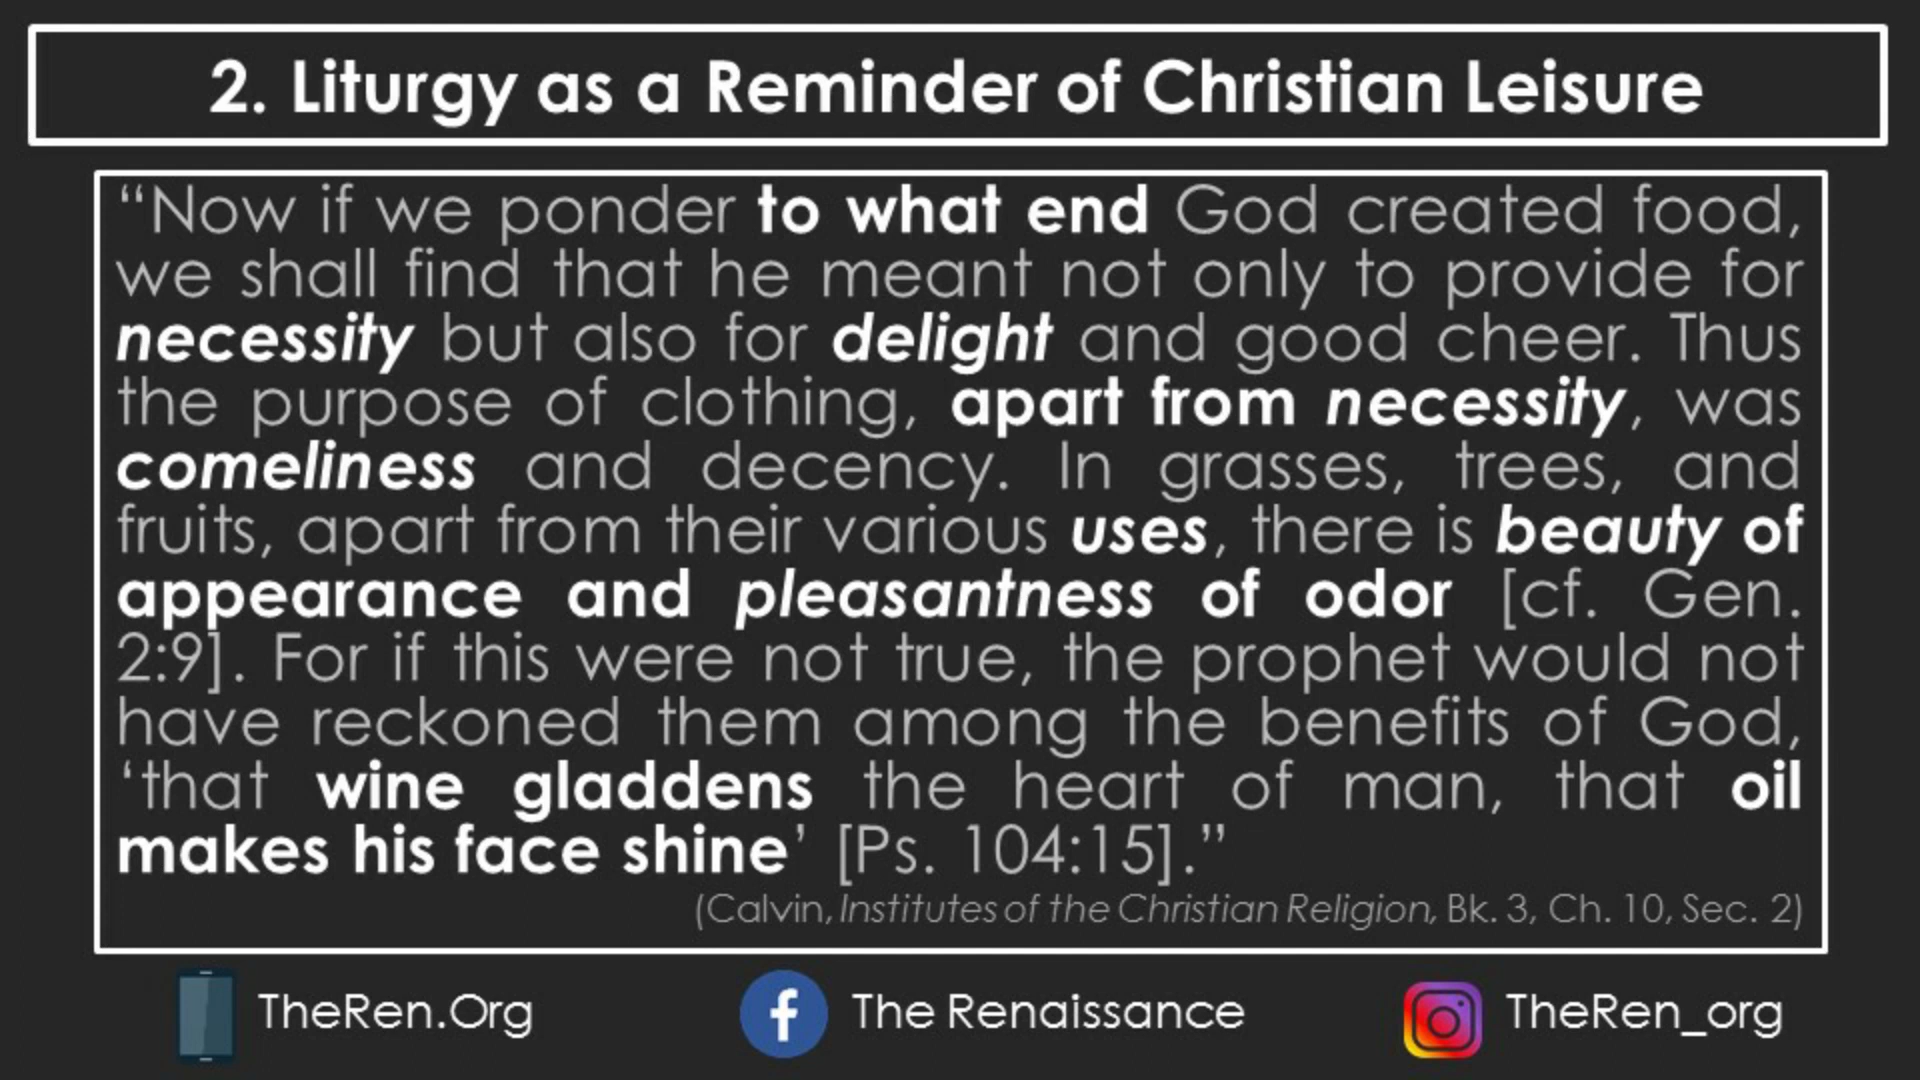 2. Liturgy as a Reminder of Christian Leisure
“Now if we ponder to what end God created food,
we shall find that he meant not only to provide for
necessity but also for delight and good cheer. Thus
the purpose of clothing, apart from necessity, was
comeliness and decency. In grasses, trees, and
fruits, apart from their various uses, there is beauty of
appearance and pleasantness of odor [cf. Gen.
2:9]. For if this were not true, the prophet would not
have reckoned them among the benefits of God,
‘that wine gladdens the heart of man, that oil
makes his face shine’ [Ps. 104:15].”
(Calvin, Institutes of the Christian Religion, Bk. 3, Ch. 10, Sec. 2)
TheRen.Org
The Renaissance
TheRen_org